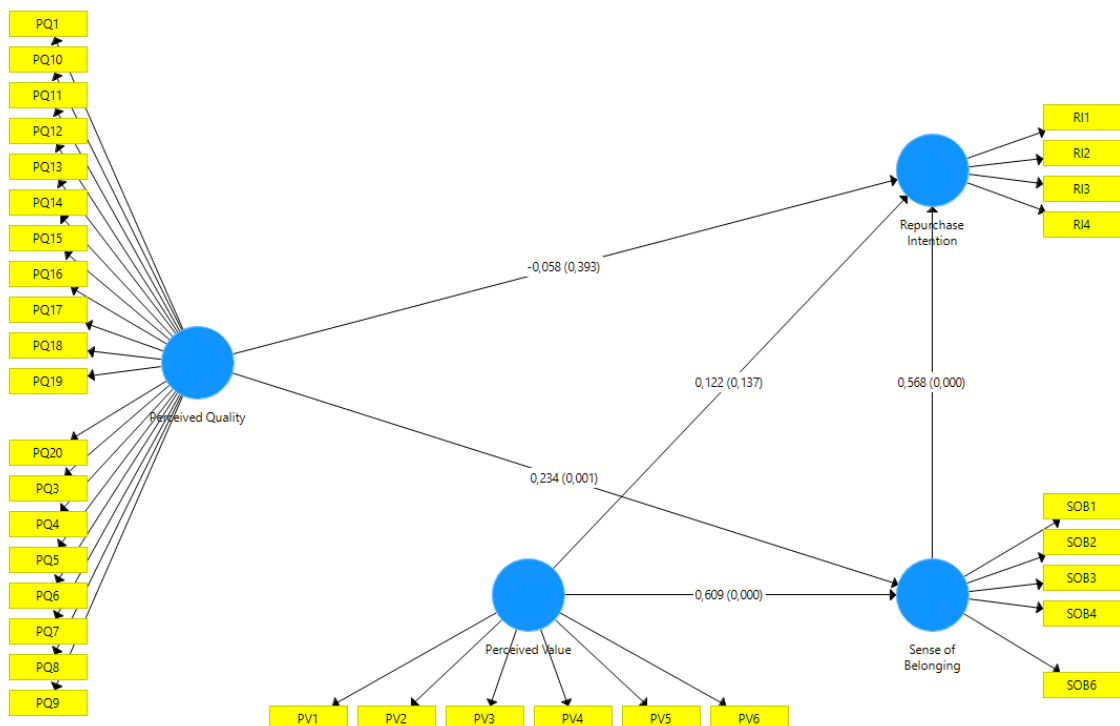 PQ1
PQ10
PQ11
PQ12
PQ13
PQ14
PQ15
PQ16
PQ17
PQ18
PQ19
PQ20
PQ3
PQ4
PQ5
PQ6
PQ7
PQ8
PQ9
Perceived Quality
-0,058 (0,393)
0,122 (0,137)
0,568 (0,000)
0,234 (0,001)
0,609 (0,000)
Perceived Value
PV1
PV2
PV3
PV4
PV5
PV6
Repurchase
Intention
RI1
RI2
RI3
RI4
Sense of
Belonging
SOB1
SOB2
SOB3
SOB4
SOB6